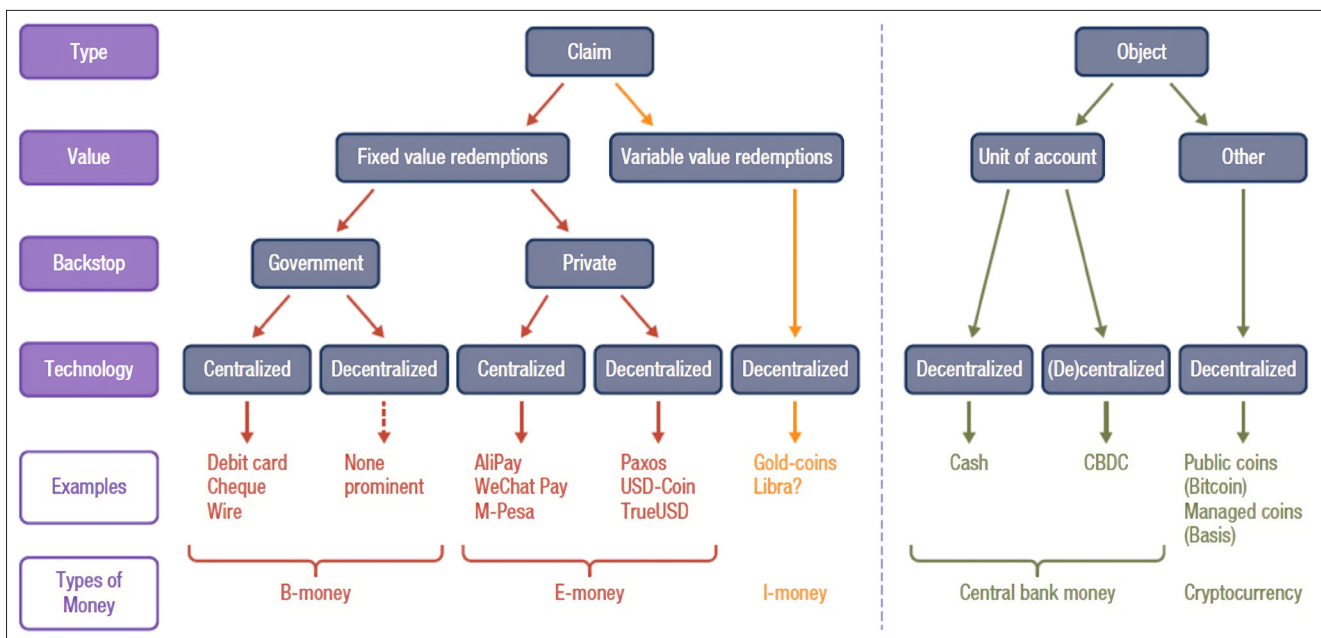 Type
Claim
Object
Value
Fixed value redemptions
Variable value redemptions
Unit of account
Other
Backstop
Government
Private
Technology
Centralized
Decentralized
Centralized
Decentralized
Decentralized
Decentralized
(De)centralized
Decentralized
Examples
Debit card
Cheque
Wire
None
prominent
AliPay
WeChat Pay
M-Pesa
Paxos
USD-Coin
TrueUSD
Gold-coins
Libra?
Cash
CBDC
Public coins
(Bitcoin)
Managed coins
(Basis)
Types of
Money
B-money
E-money
I-money
Central bank money
Cryptocurrency